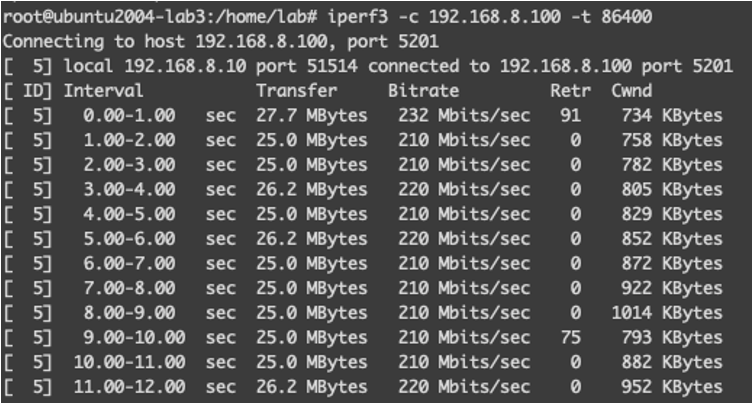 root@ubuntu2004-lab3:/home/lab# iperf3 -c 192.168.8.100 -t 86400
Connecting to host 192.168.8.100, port 5201
[  5] local 192.168.8.10 port 51514 connected to 192.168.8.100 port 5201
[ ID] Interval           Transfer     Bitrate         Retr  Cwnd
[  5]   0.00-1.00   sec  27.7 MBytes   232 Mbits/sec   91    734 KBytes
[  5]   1.00-2.00   sec  25.0 MBytes   210 Mbits/sec    0    758 KBytes
[  5]   2.00-3.00   sec  25.0 MBytes   210 Mbits/sec    0    782 KBytes
[  5]   3.00-4.00   sec  26.2 MBytes   220 Mbits/sec    0    805 KBytes
[  5]   4.00-5.00   sec  25.0 MBytes   210 Mbits/sec    0    829 KBytes
[  5]   5.00-6.00   sec  26.2 MBytes   220 Mbits/sec    0    852 KBytes
[  5]   6.00-7.00   sec  25.0 MBytes   210 Mbits/sec    0    872 KBytes
[  5]   7.00-8.00   sec  25.0 MBytes   210 Mbits/sec    0    922 KBytes
[  5]   8.00-9.00   sec  25.0 MBytes   210 Mbits/sec    0   1014 KBytes
[  5]   9.00-10.00  sec  25.0 MBytes   210 Mbits/sec   75    793 KBytes
[  5]  10.00-11.00  sec  25.0 MBytes   210 Mbits/sec    0    882 KBytes
[  5]  11.00-12.00  sec  26.2 MBytes   220 Mbits/sec    0    952 KBytes